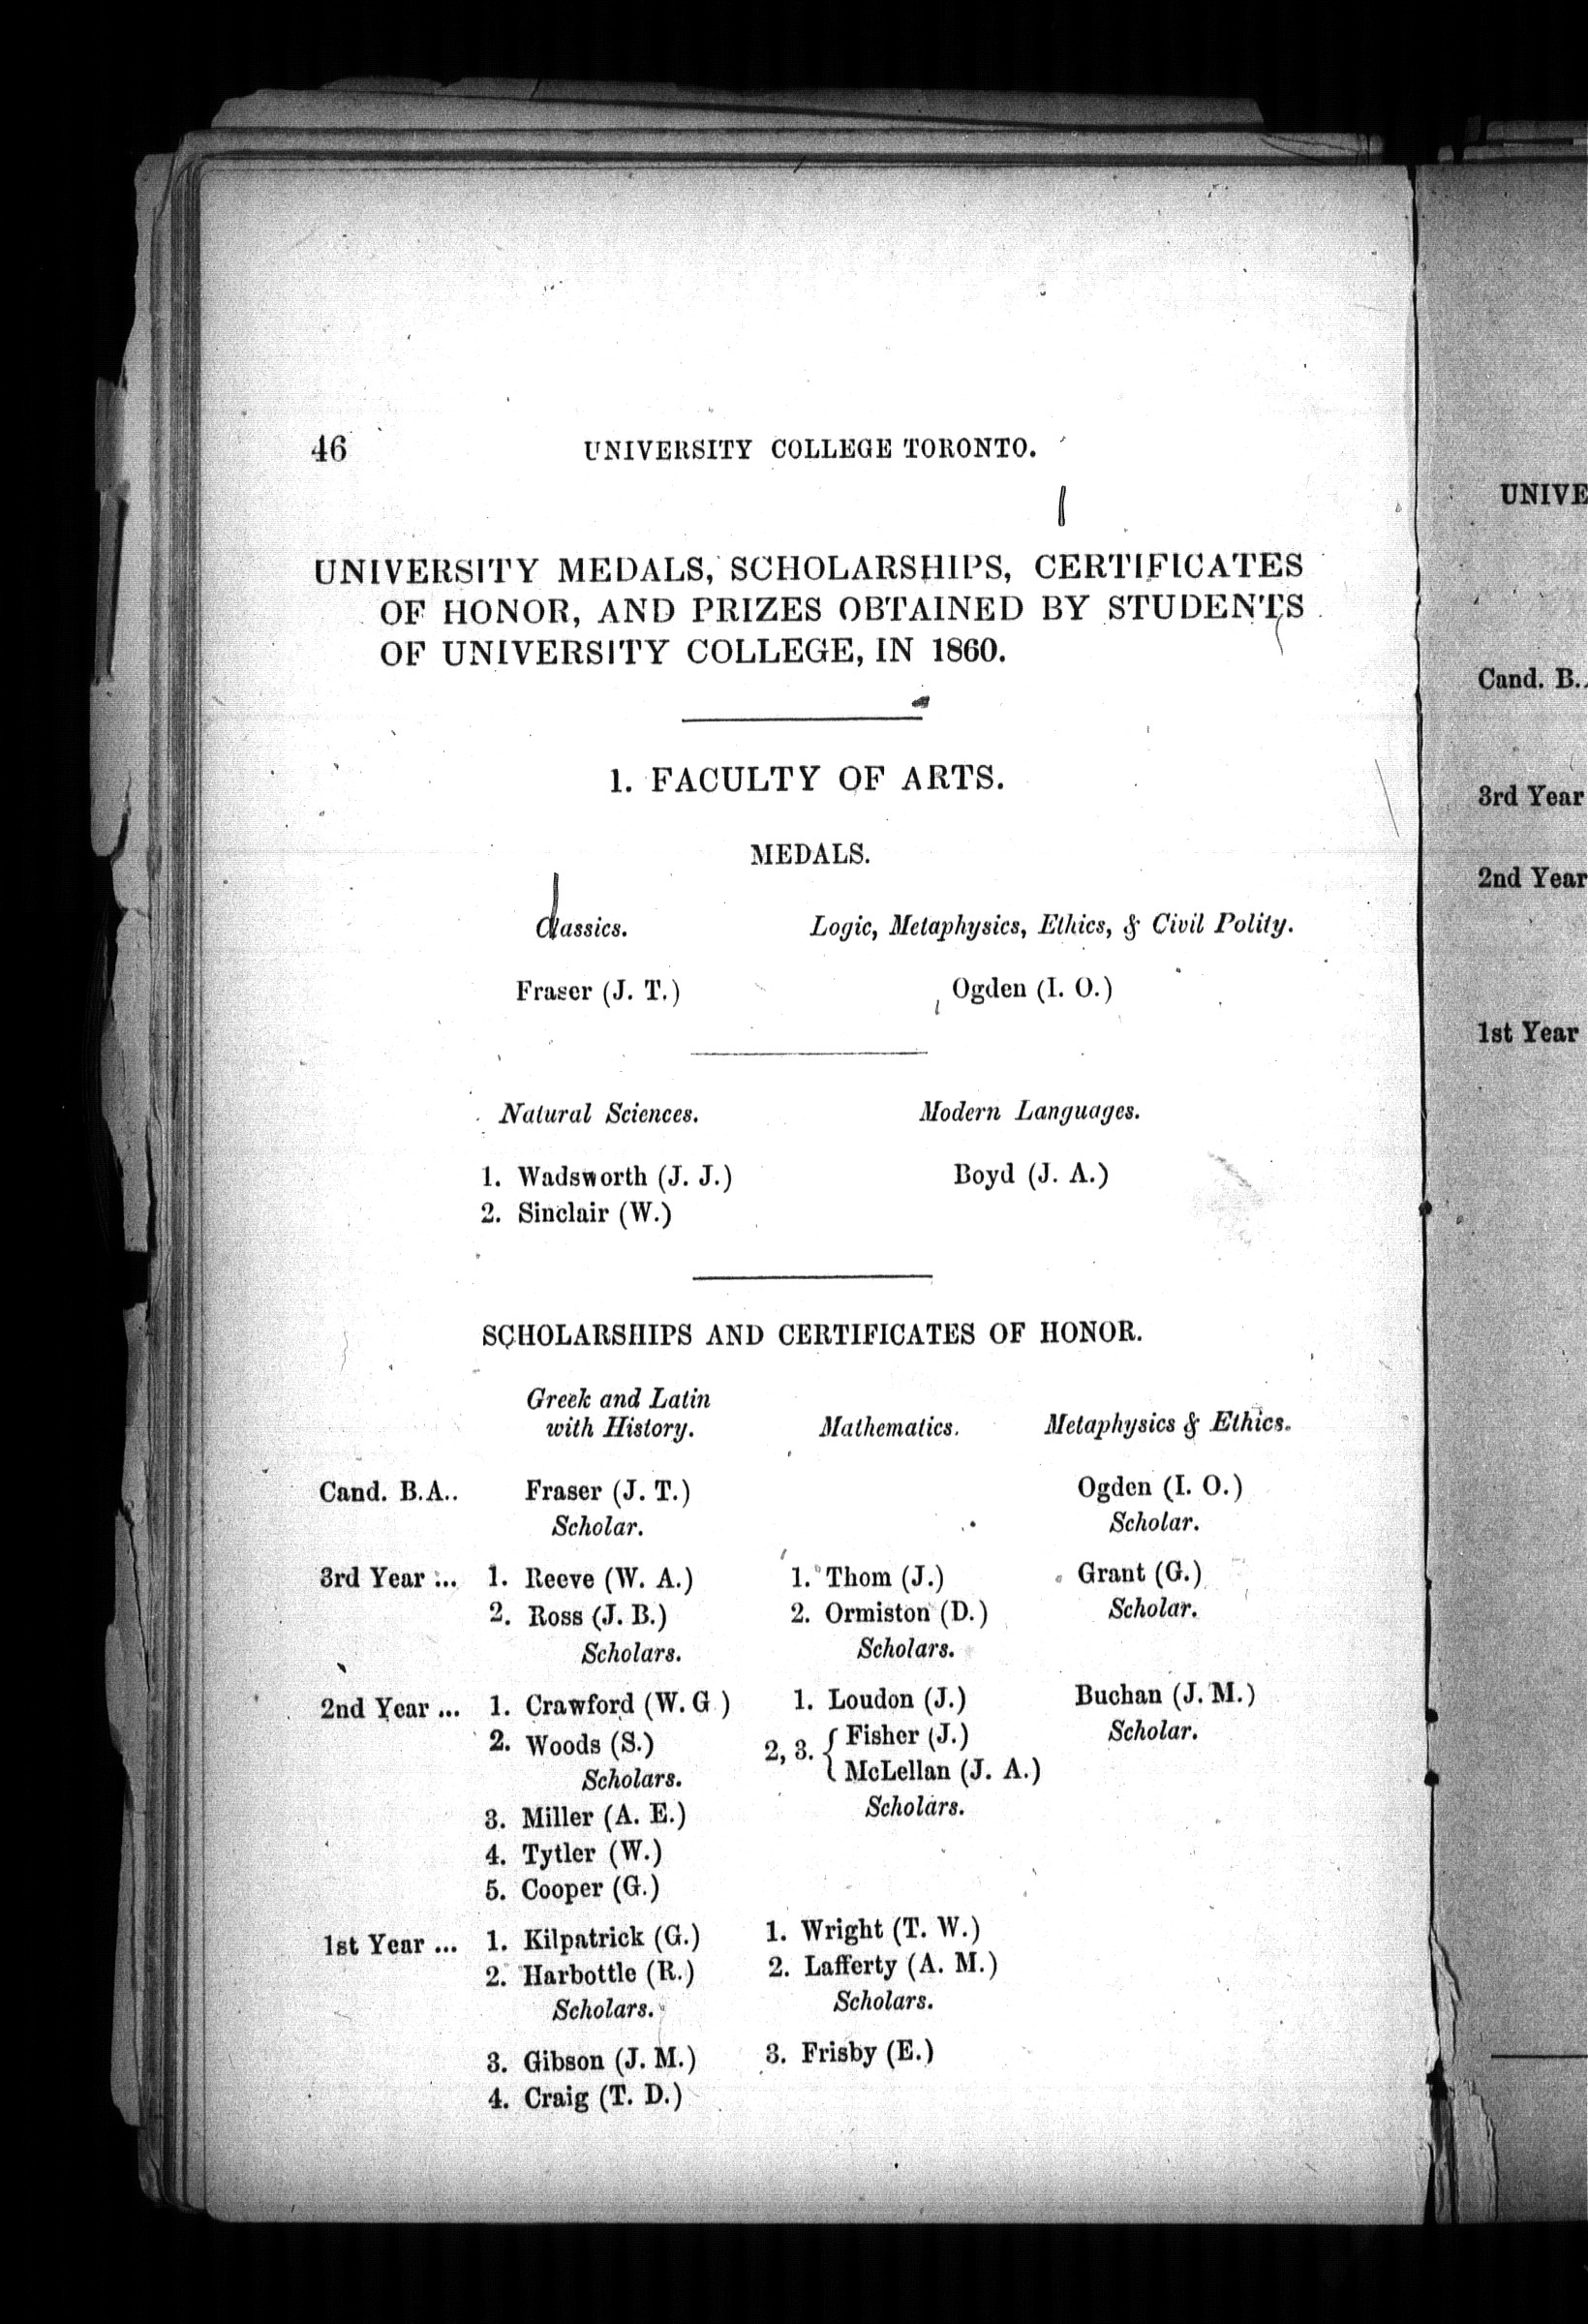 46 UNIVERSITY COLLEGE TORONTO.
UNIVERSITY MEDALS, SCHOLARSHIPS, CERTIFICATES
OF HONOR, AND PRIZES OBTAINED BY STUDENTS
OF UNIVERSITY COLLEGE, IN 1860.
1. FACULTY OF ARTS.
MEDALS.
Classics. Logic, Metaphysics, Ethics, & Civil Polity.
Fraser (J. T.) Ogden (I. O.)
Natural Sciences. Modern Languages.
1. Wadsworth (J. J.) Boyd (J. A.)
2. Sinclair (W.)
SCHOLARSHIPS AND CERTIFICATES OF HONOR.
Greek and Latin
with History. Mathematics. Metaphysics & Ethics.
Cand. B.A.. Fraser (J. T.) Ogden (I. O.)
Scholar. Scholar.
3rd Year ... 1. Reeve (W. A.) 1. Thom (J.) Grant (G.)
2. Ross (J. B.) 2. Ormiston (D.) Scholar.
Scholars. Scholars.
2nd Year ... 1. Crawford (W. G ) 1. Loudon (J.) Buchan (J. M.)
2. Woods (S.) 2, 3. { Fisher (J.) Scholar.
Scholars. McLellan (J. A.)
3. Miller (A. E.) Scholars.
4. Tytler (W.)
5. Cooper (G.)
1st Year ... 1. Kilpatrick (G.) 1. Wright (T. W.)
2. Harbottle (R.) 2. Lafferty (A. M.)
Scholars. Scholars.
3. Gibson (J. M.) 3. Frisby (E.)
4. Craig (T. D.)
UNIVE
Cand. B.
3rd Year
2nd Year
1st Year